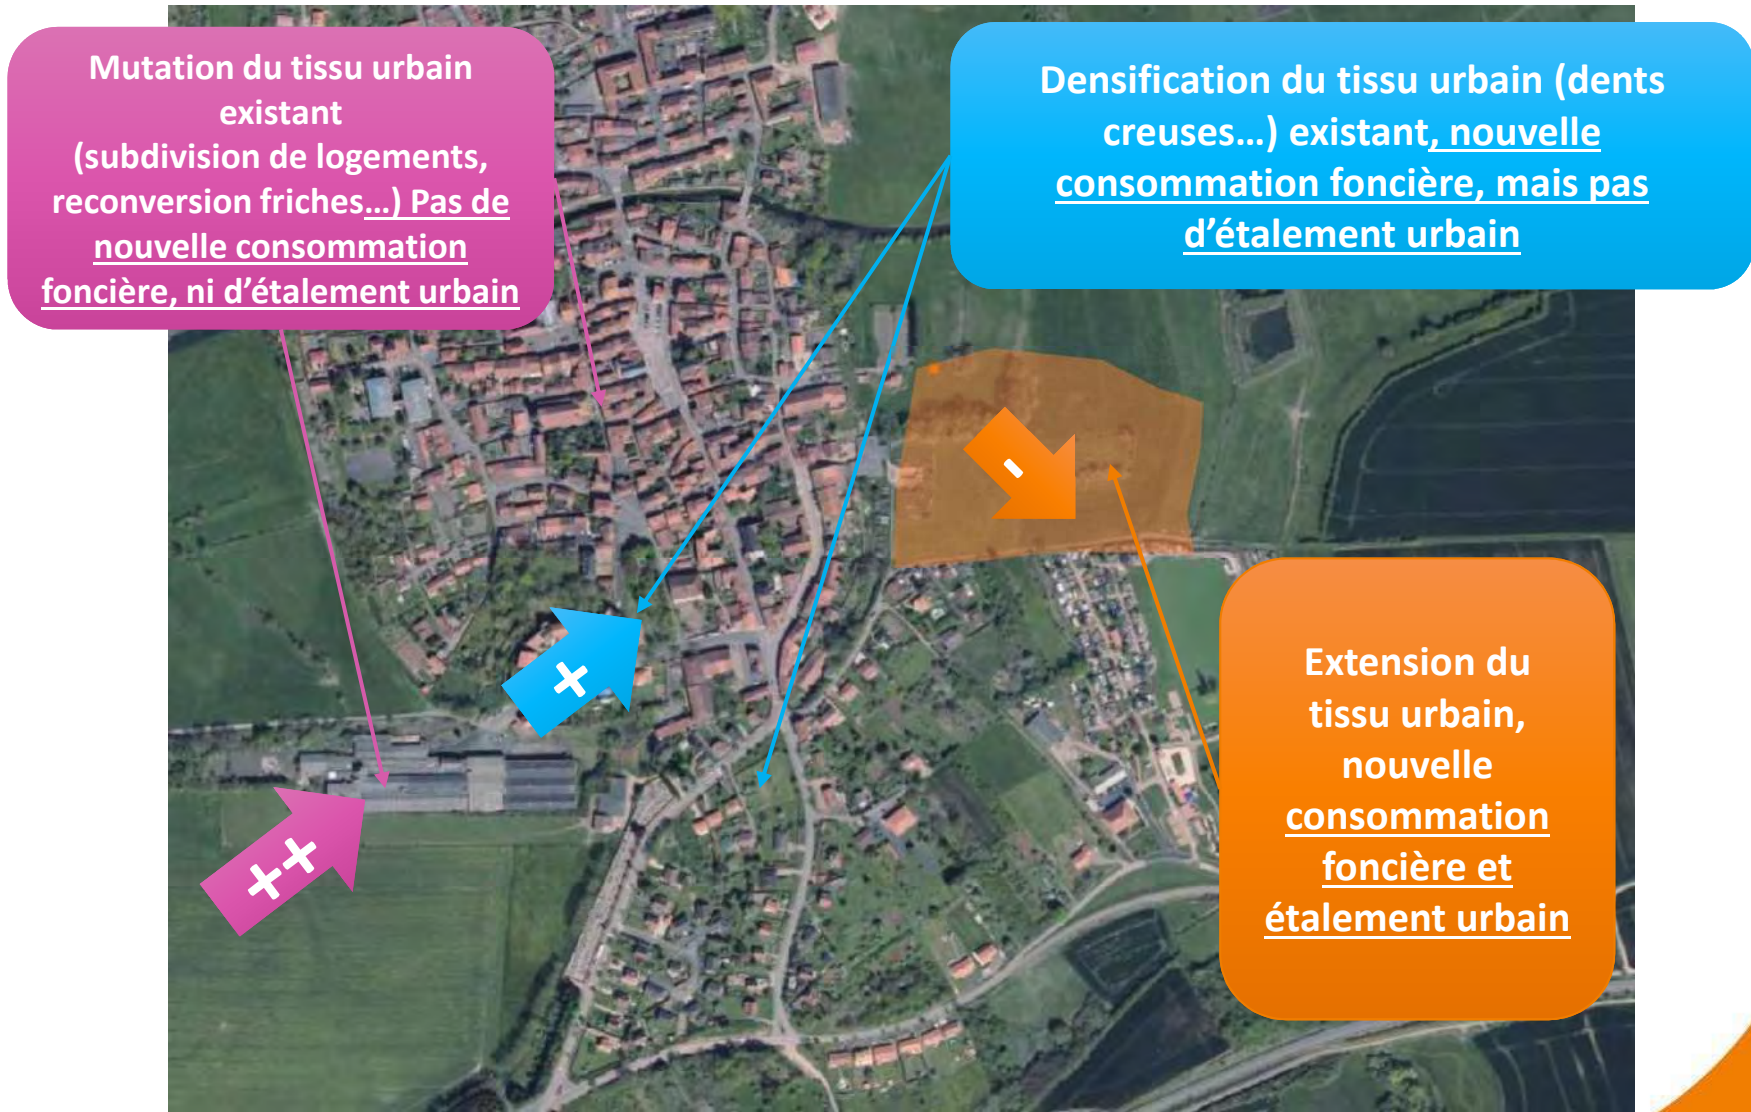 Mutation du tissu urbain
existant
(subdivision de logements,
reconversion friches…) Pas de
nouvelle consommation
foncière, ni d’étalement urbain
Densification du tissu urbain (dents
creuses…) existant, nouvelle
consommation foncière, mais pas
d’étalement urbain
-
Extension du
tissu urbain,
nouvelle
consommation
foncière et
étalement urbain
+
++